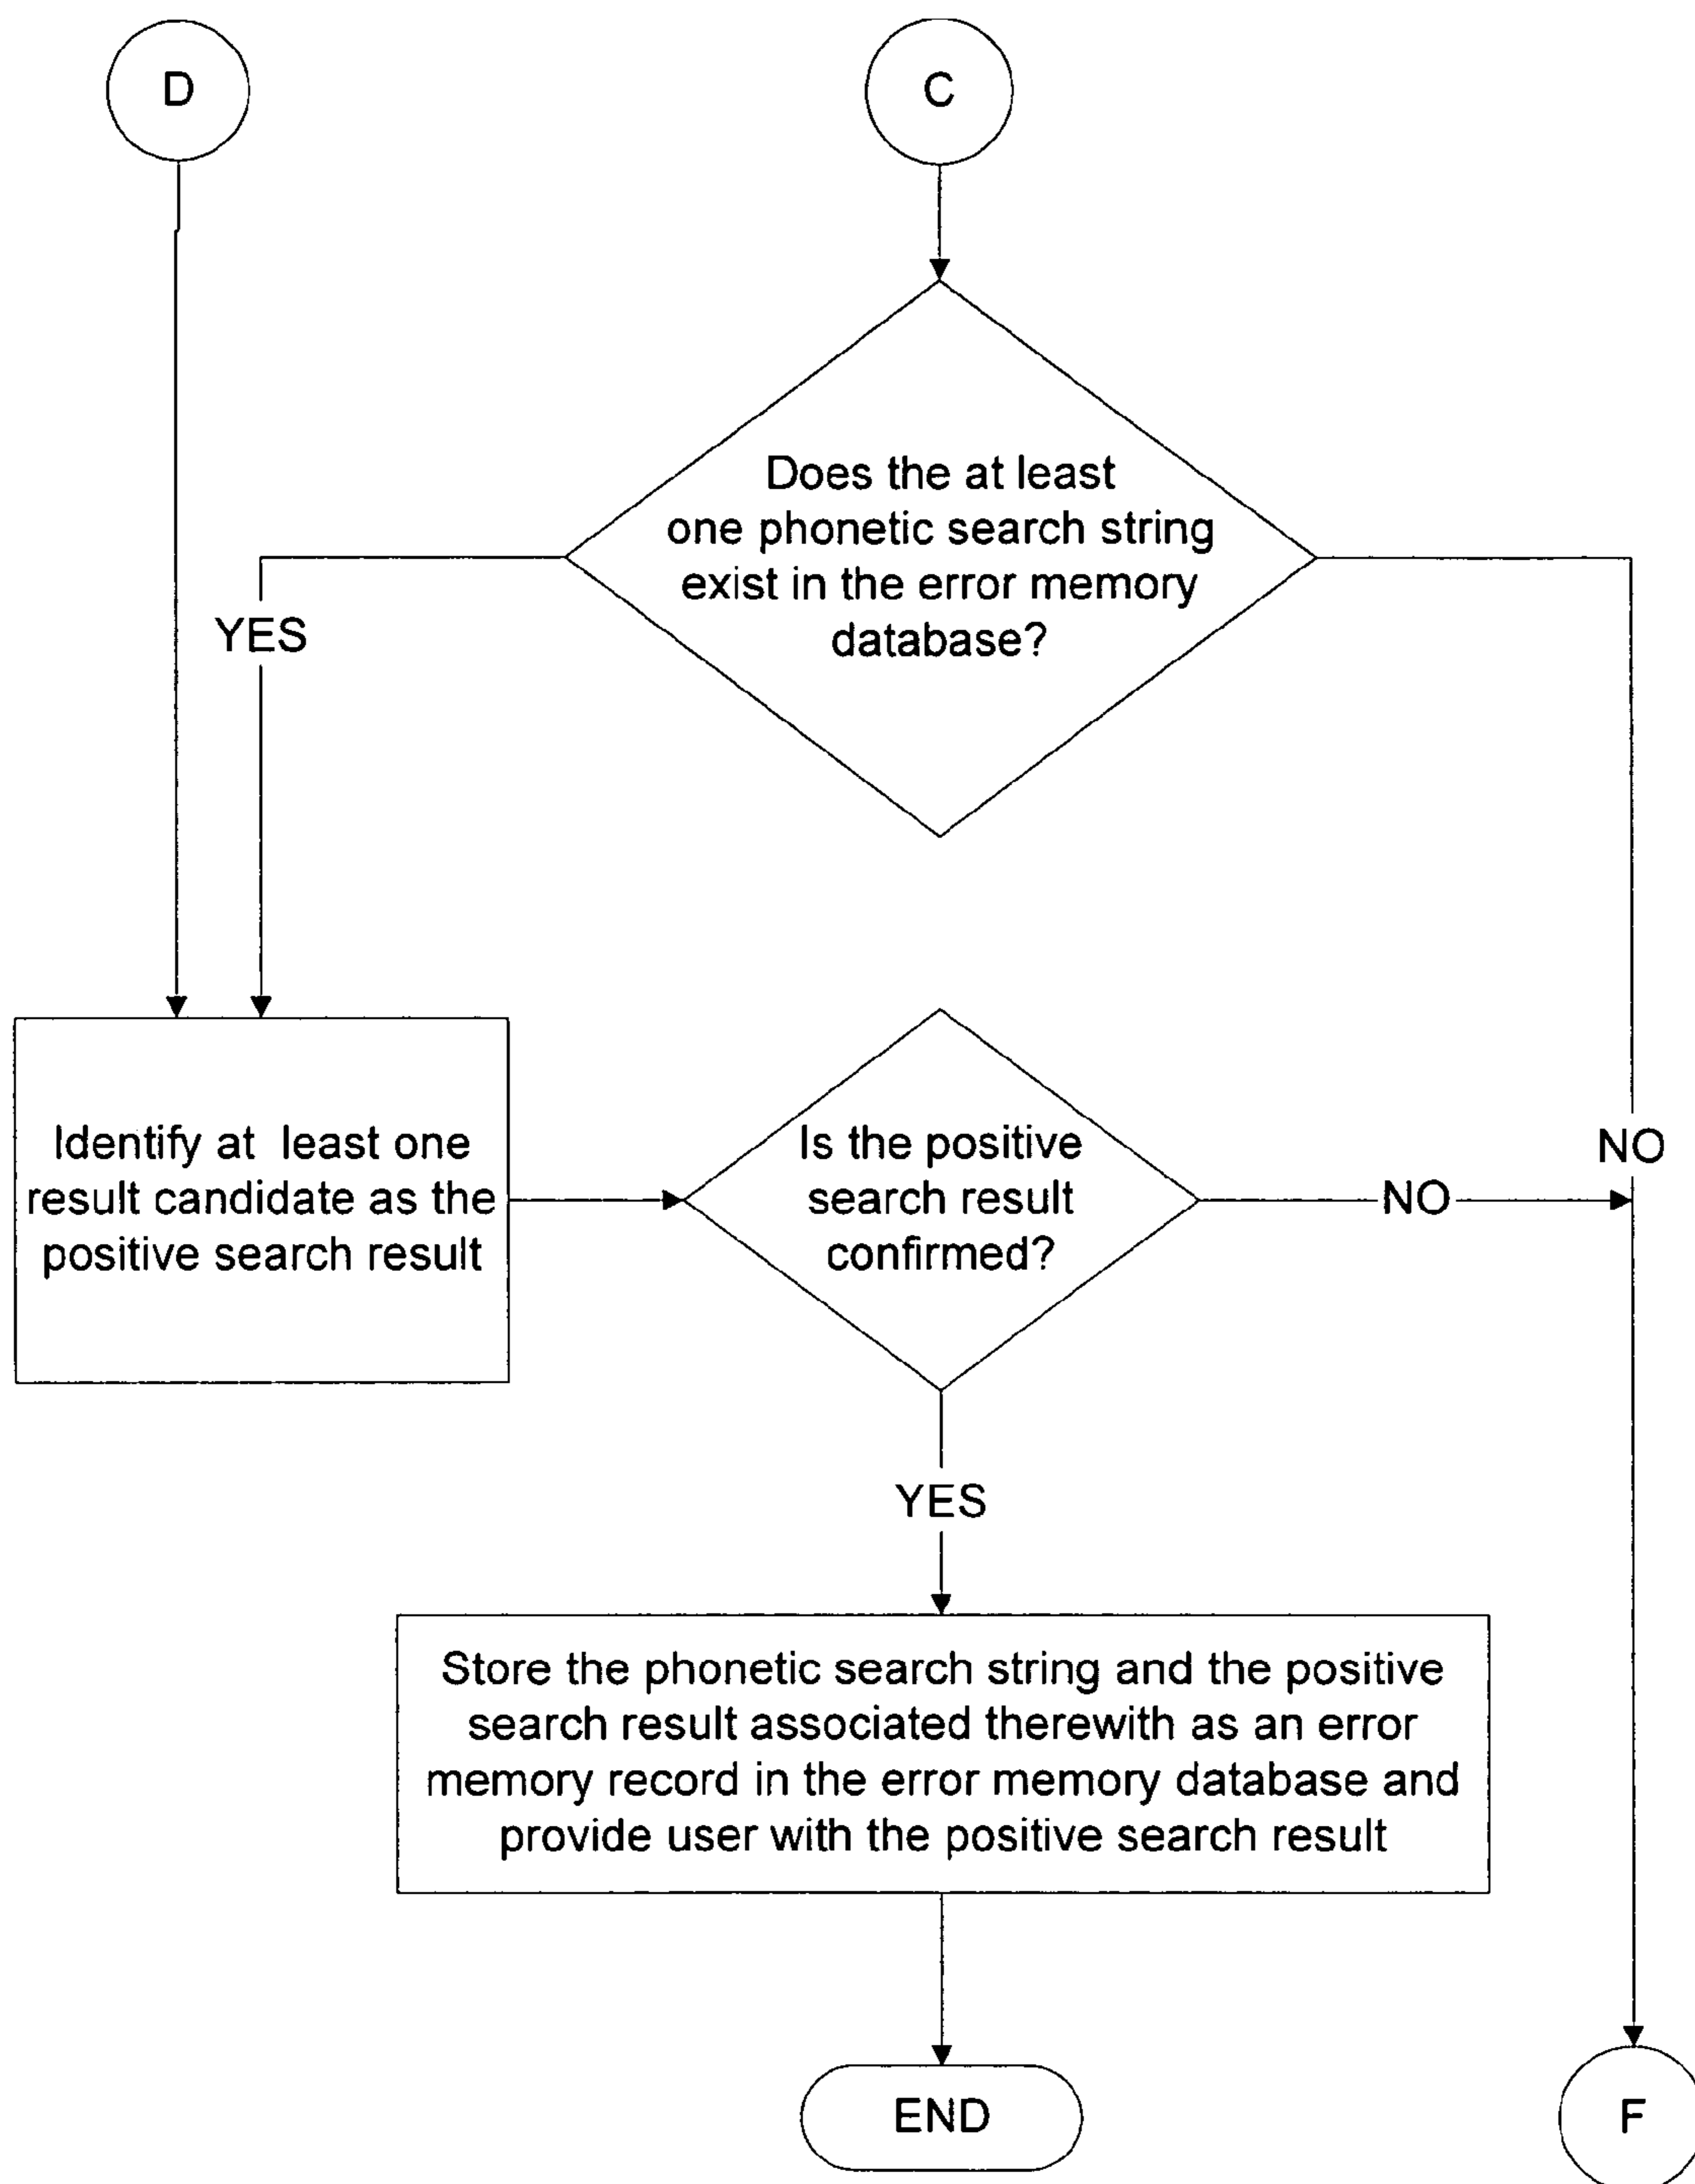 D
C
Does the at least
one phonetic search string
exist in the error memory
database?
YES
NO
Identify at least one
result candidate as the
positive search result
Is the positive
search result
confirmed?
NO
YES
Store the phonetic search string and the positive
search result associated therewith as an error
memory record in the error memory database and
provide user with the positive search result
END
F